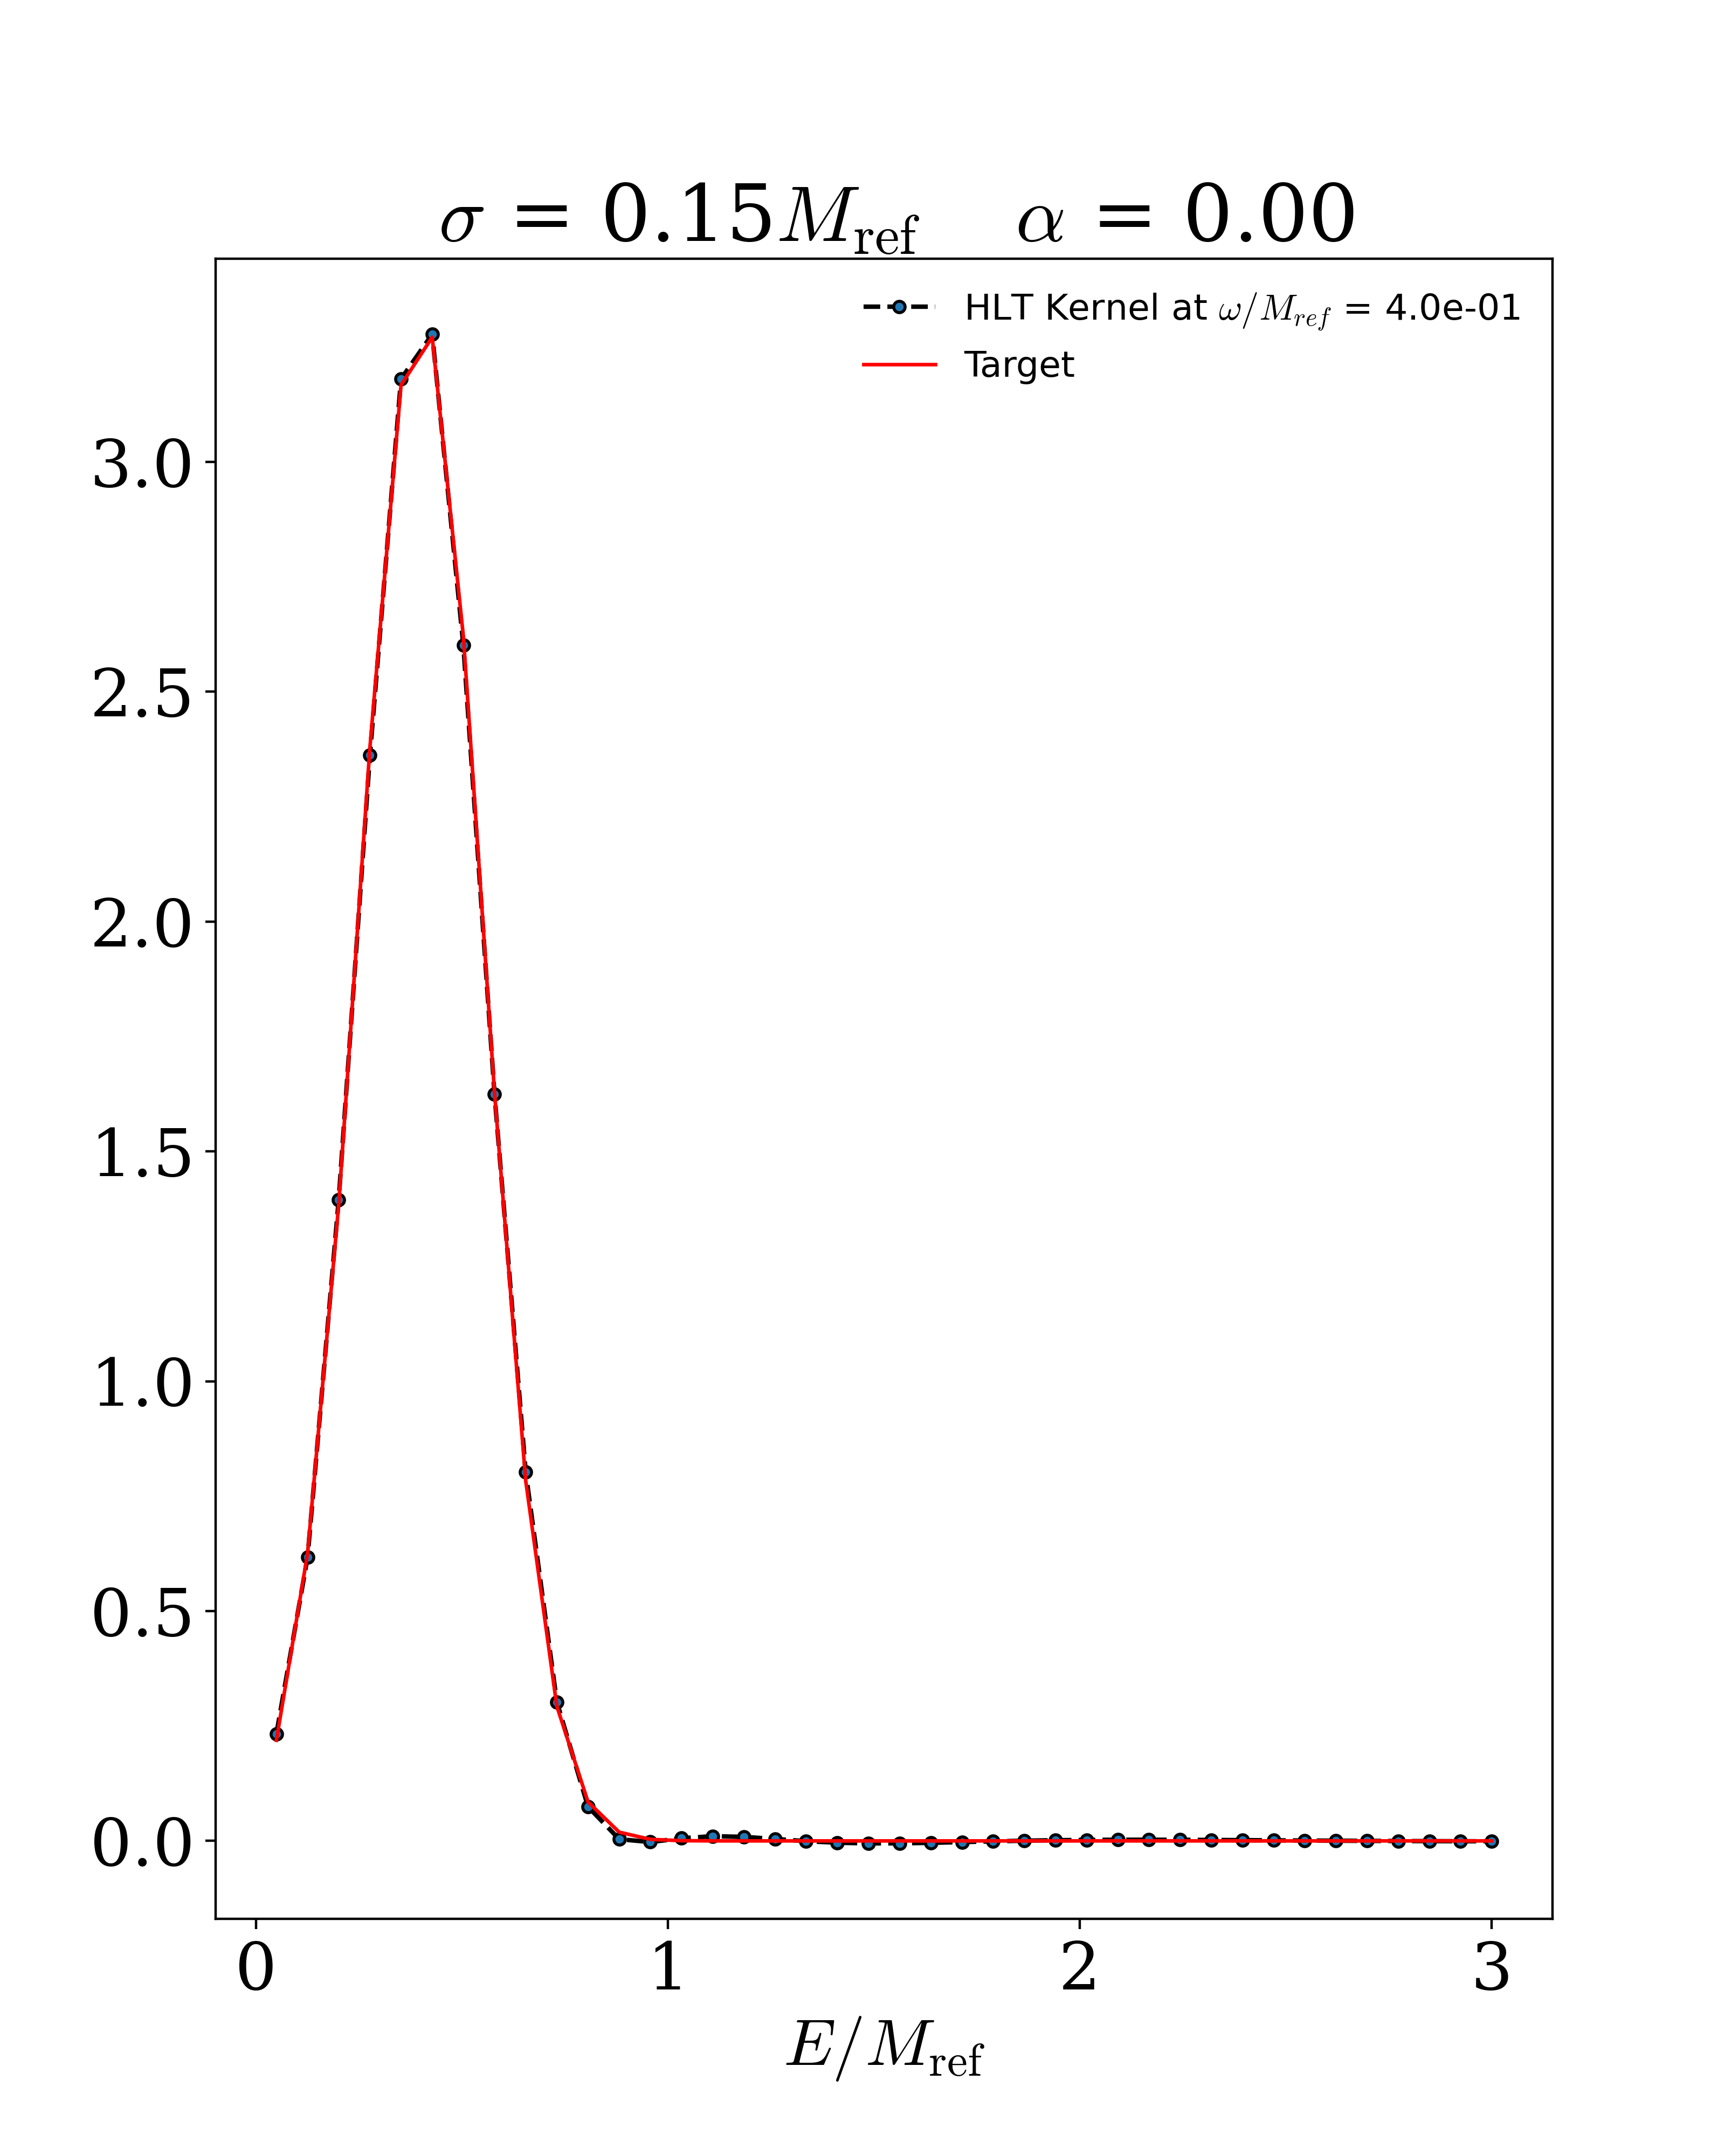 σ = 0.15M_ref α = 0.00
HLT Kernel at ω/M_ref = 4.0e-01
Target
3.0
2.5
2.0
1.5
1.0
0.5
0.0
0 1 2 3
E/M_ref